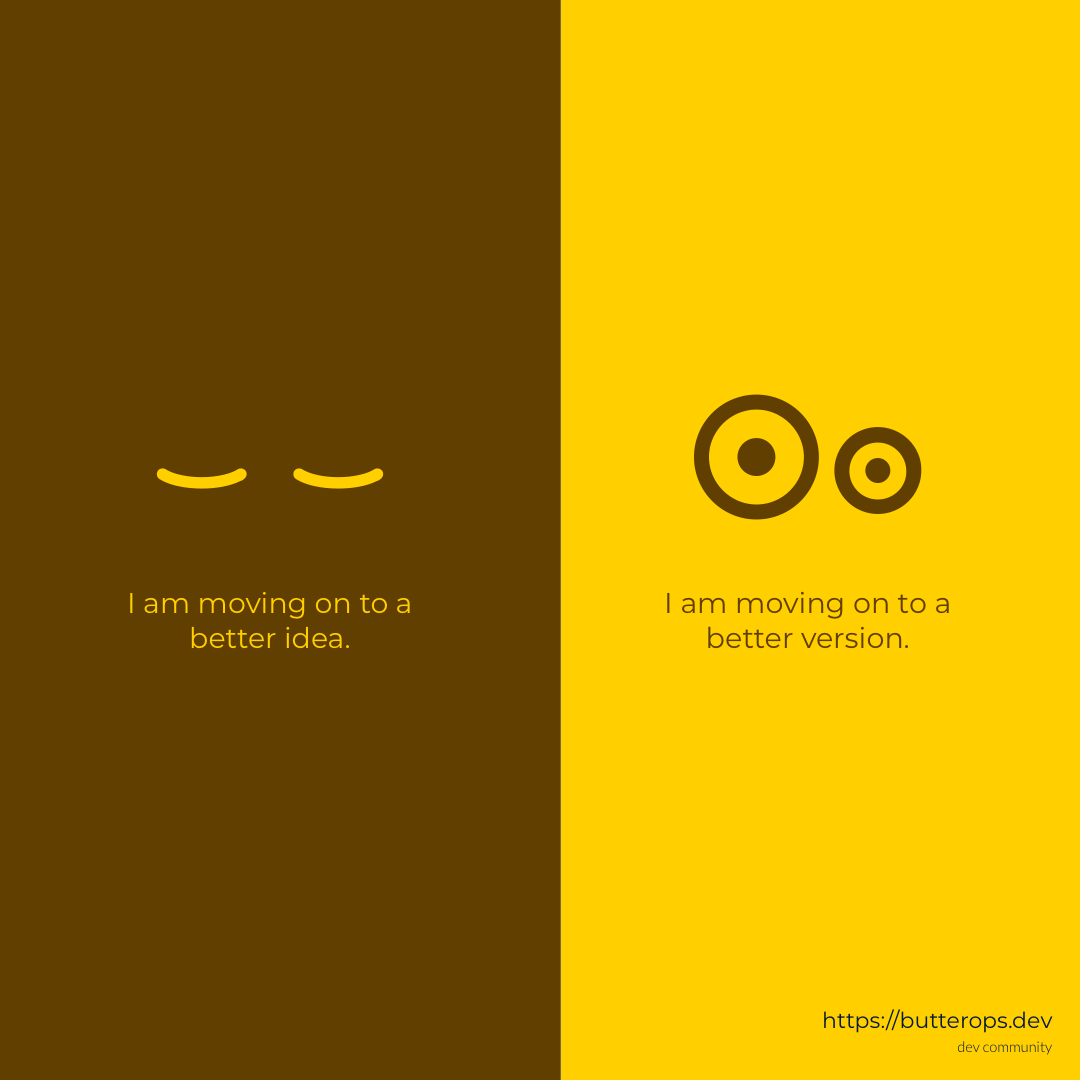 I am moving on to a
better idea.
I am moving on to a
better version.
https://butterops.dev
dev community